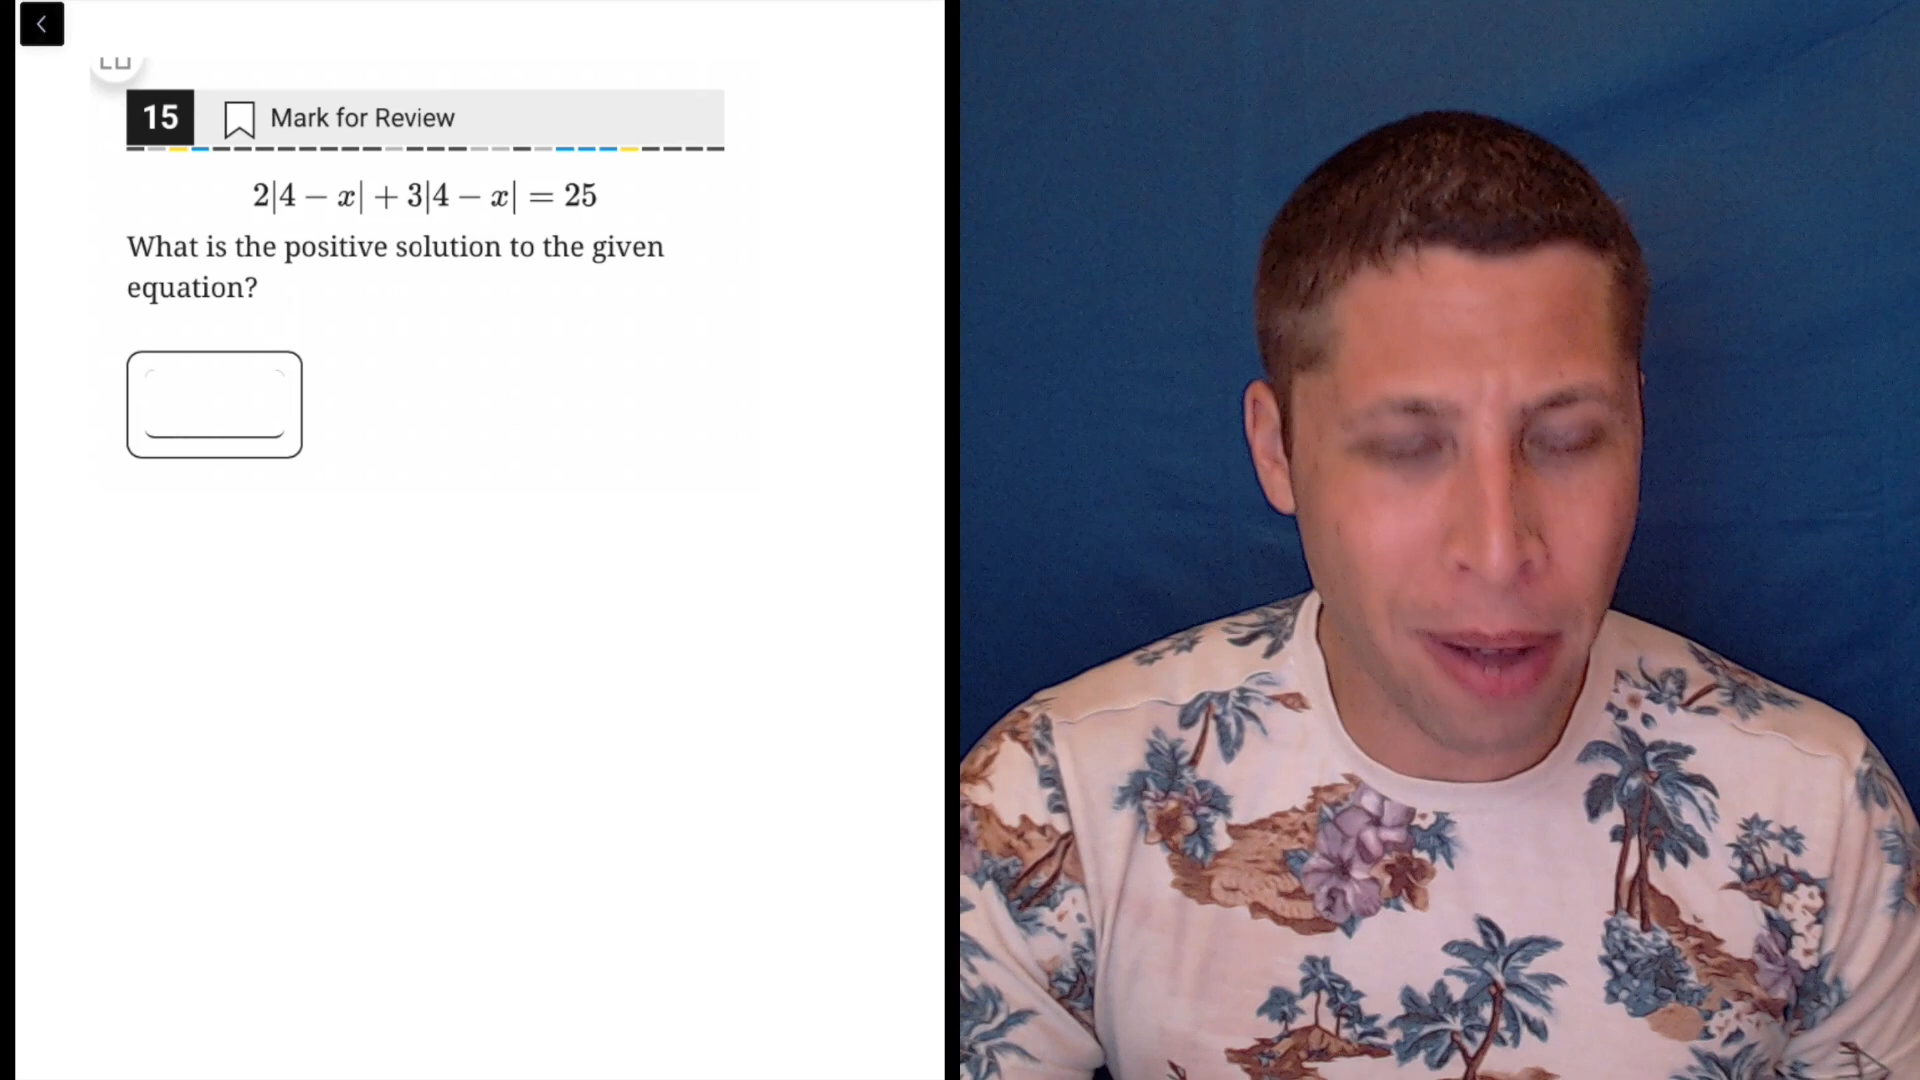 15 Mark for Review
2|4 − x| + 3|4 − x| = 25
What is the positive solution to the given
equation?